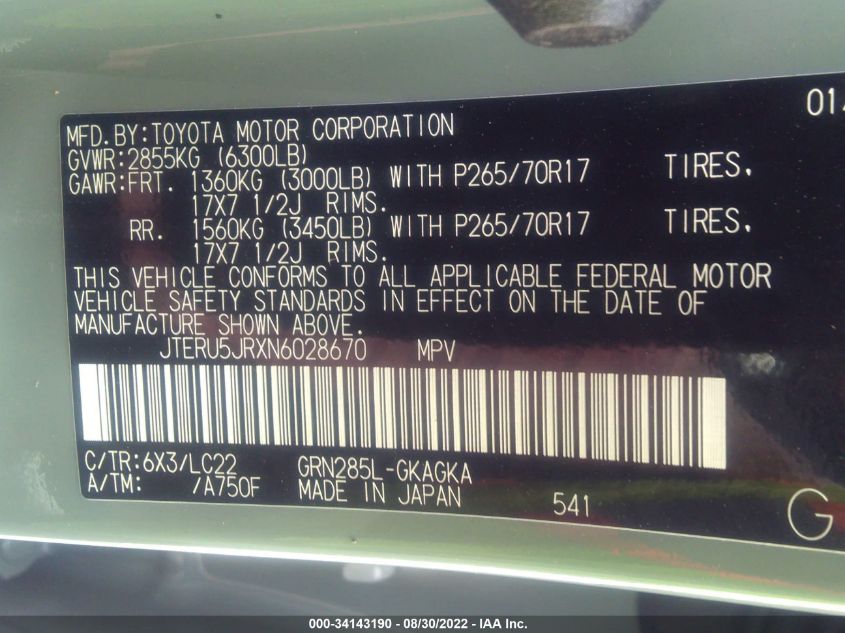 01
MFD.BY:TOYOTA MOTOR CORPORATION
GVWR:2855KG (6300LB)
GAWR:FRT. 1360KG (3000LB) WITH P265/70R17 TIRES.
17X7 1/2J RIMS.
RR. 1560KG (3450LB) WITH P265/70R17 TIRES.
17X7 1/2J RIMS.
THIS VEHICLE CONFORMS TO ALL APPLICABLE FEDERAL MOTOR
VEHICLE SAFETY STANDARDS IN EFFECT ON THE DATE OF
MANUFACTURE SHOWN ABOVE.
JTERU5JRXN6028670 MPV
C/TR:6X3/LC22 GRN285L-GKAGKA
A/TM: /A750F MADE IN JAPAN 541
G
000-34143190 - 08/30/2022 - IAA Inc.